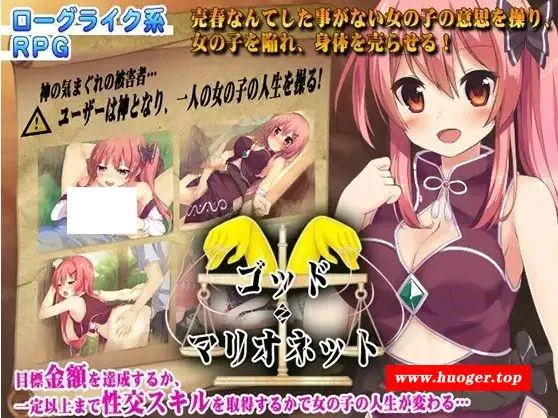 ローグライク系
RPG
売春なんてした事がない女の子の意思を操り、
女の子を陥れ、身体を売らせる！
神の気まぐれの被害者…
ユーザーは神となり、一人の女の子の人生を操る！
ゴッド
マリオネット
www.huoger.top
目標金額を達成するか、
一定以上まで性交スキルを取得するかで女の子の人生が変わる…